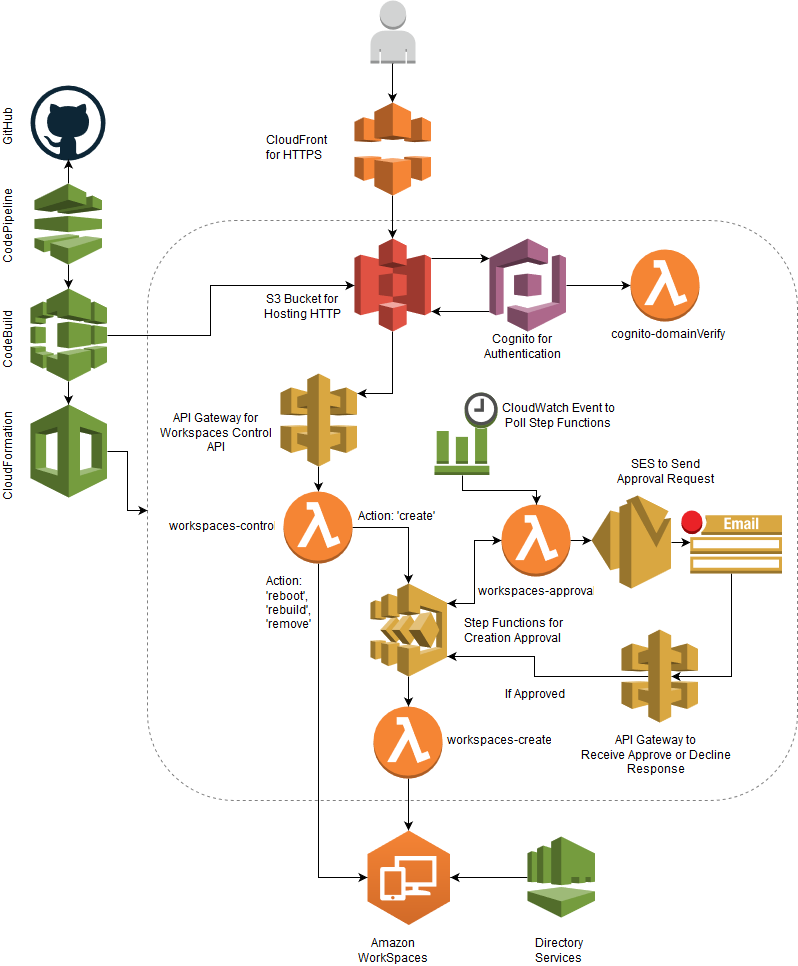 CloudFront
for HTTPS
GitHub
CodePipeline
CodeBuild
CloudFormation
S3 Bucket for
Hosting HTTP
Cognito for
Authentication
cognito-domainVerify
API Gateway for
Workspaces Control
API
CloudWatch Event to
Poll Step Functions
SES to Send
Approval Request
Email
workspaces-control
Action: 'create'
workspaces-approval
Action:
'reboot',
'rebuild',
'remove'
Step Functions for
Creation Approval
If Approved
workspaces-create
API Gateway to
Receive Approve or Decline
Response
Amazon
WorkSpaces
Directory
Services